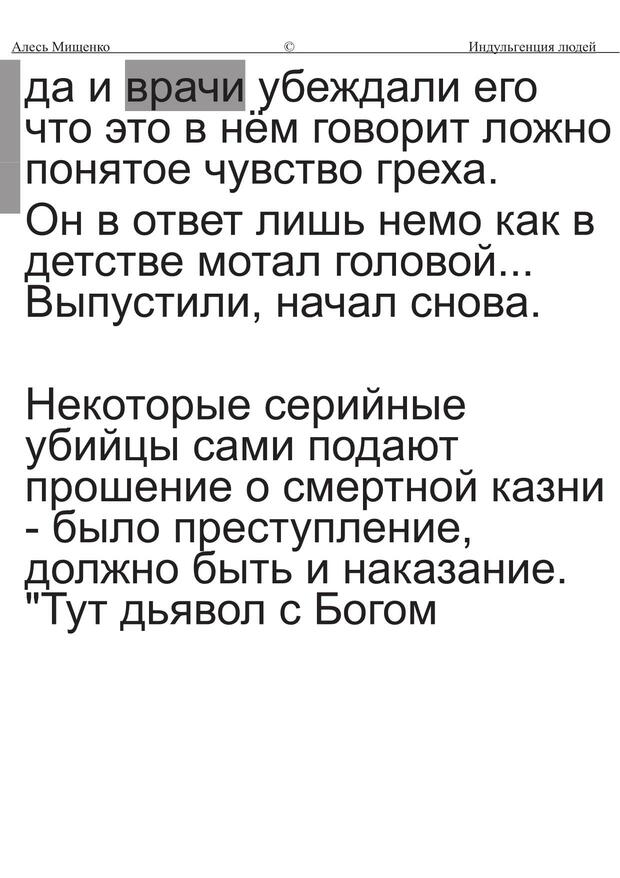 Алесь Мищенко © Индульгенция людей
да и врачи убеждали его
что это в нём говорит ложно
понятое чувство греха.
Он в ответ лишь немо как в
детстве мотал головой...
Выпустили, начал снова.
Некоторые серийные
убийцы сами подают
прошение о смертной казни
- было преступление,
должно быть и наказание.
"Тут дьявол с Богом